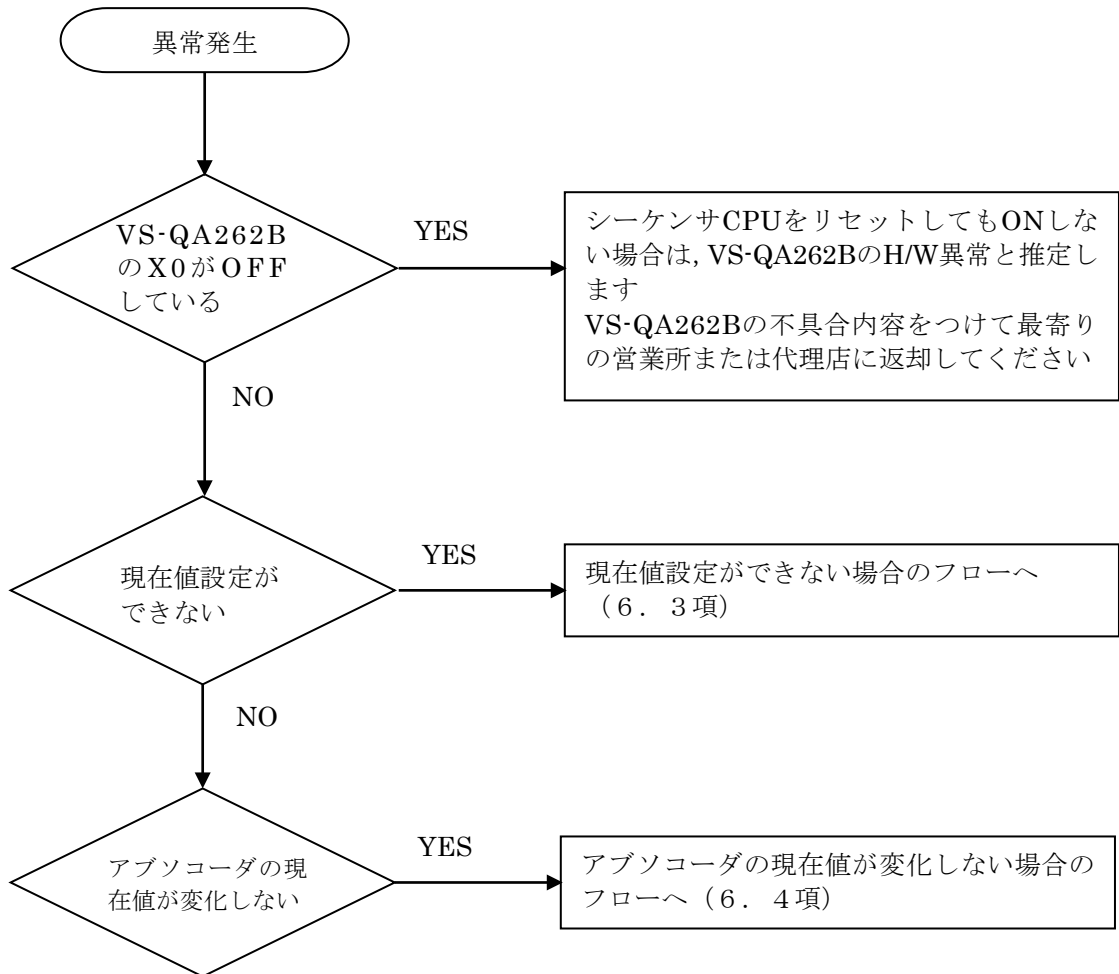 異常発生
VS-QA262B
のX0がOFF
している
YES
シーケンサCPUをリセットしてもONしな
い場合は, VS-QA262BのH/W異常と推定し
ます
VS-QA262Bの不具合内容をつけて最寄り
の営業所または代理店に返却してください
NO
現在値設定が
できない
YES
現在値設定ができない場合のフローへ
（６．３項）
NO
アブソコーダの現
在値が変化しない
YES
アブソコーダの現在値が変化しない場合の
フローへ（６．４項）